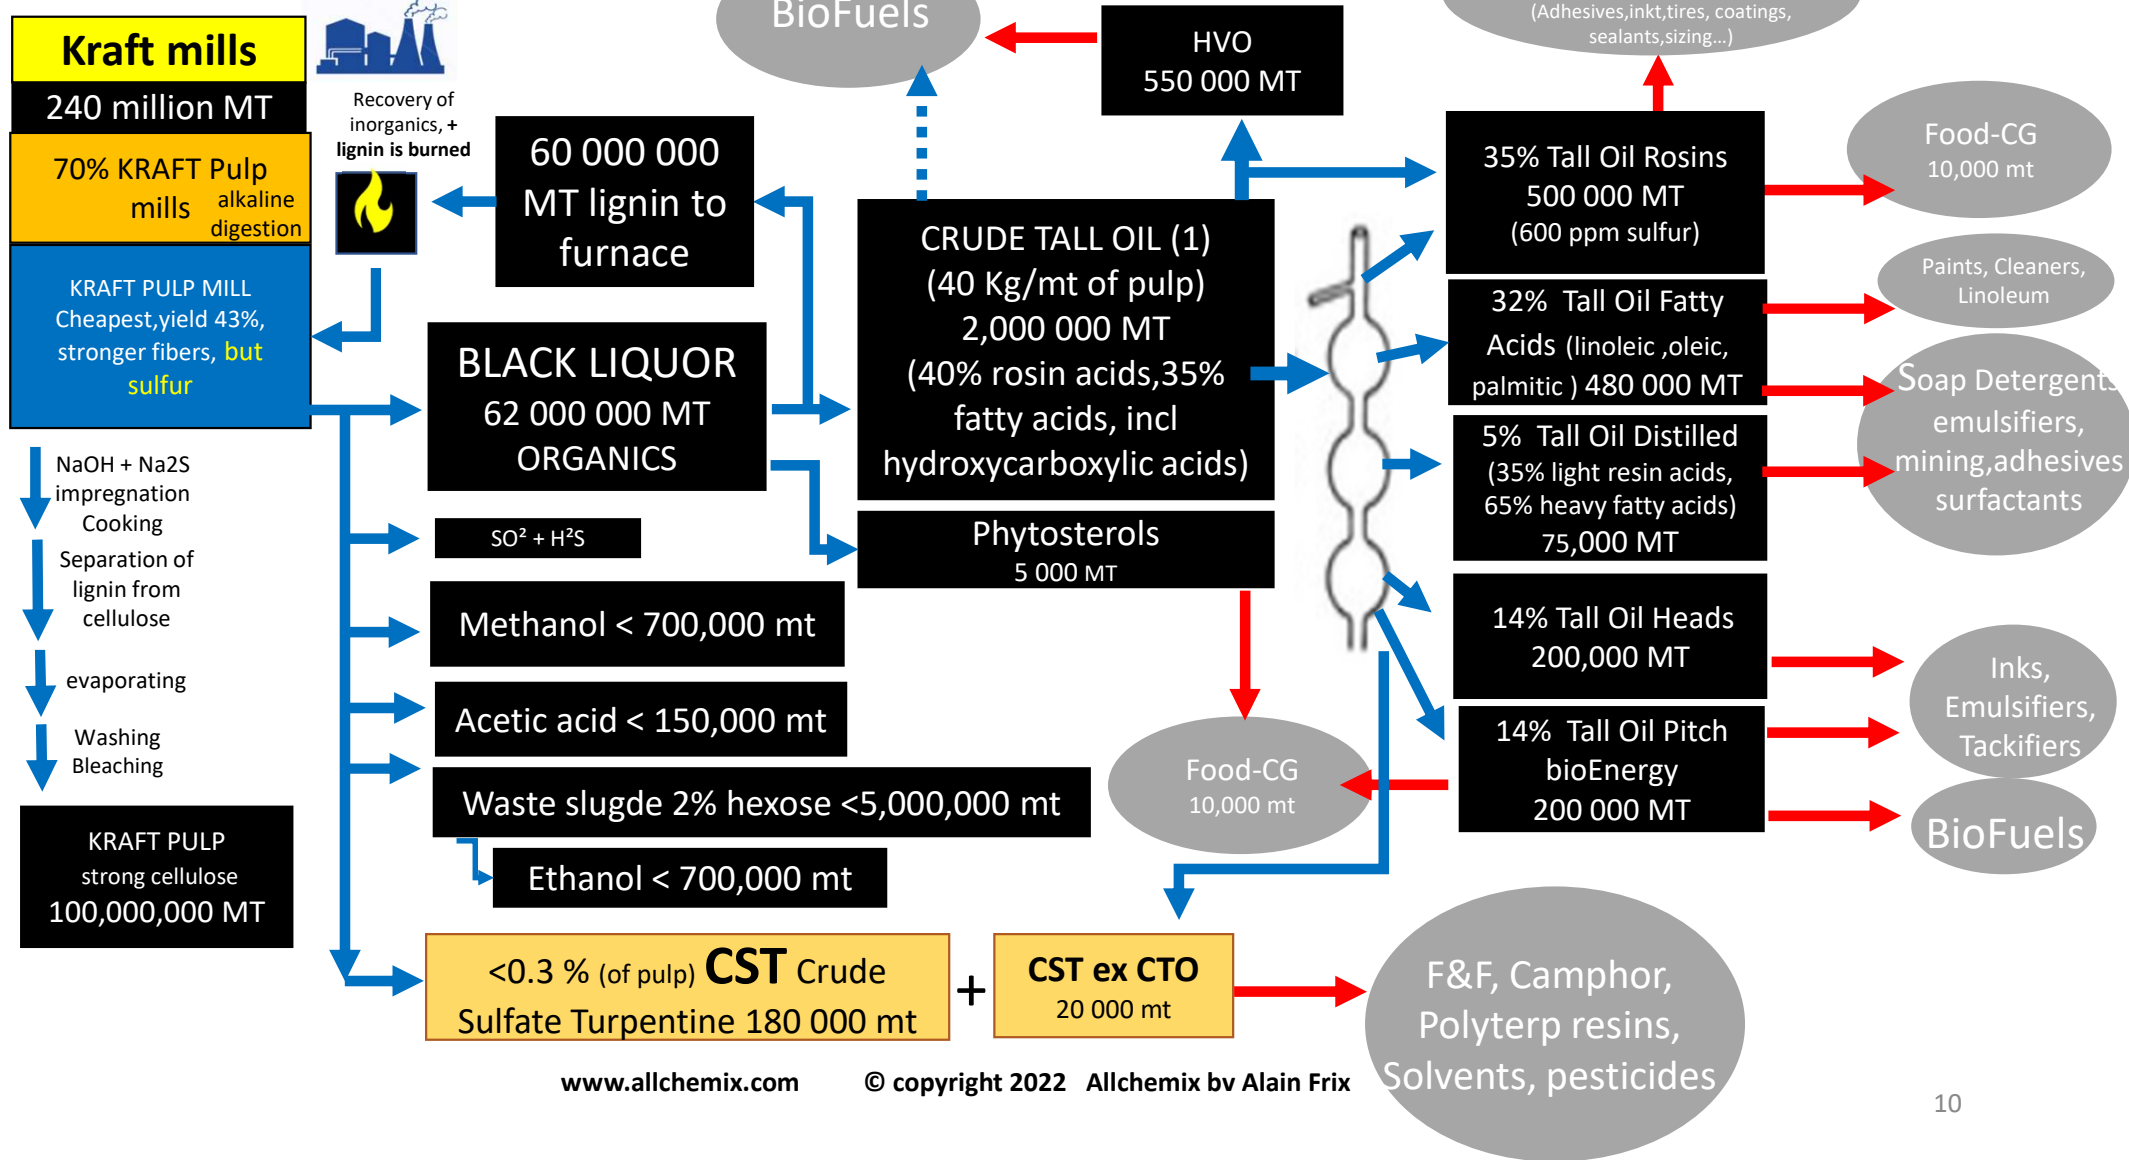 Kraft mills
240 million MT
70% KRAFT Pulp
mills alkaline
digestion
KRAFT PULP MILL
Cheapest,yield 43%,
stronger fibers, but
sulfur
NaOH + Na2S
impregnation
Cooking
Separation of
lignin from
cellulose
evaporating
Washing
Bleaching
KRAFT PULP
strong cellulose
100,000,000 MT
Recovery of
inorganics, +
lignin is burned
60 000 000
MT lignin to
furnace
BLACK LIQUOR
62 000 000 MT
ORGANICS
SO² + H²S
Methanol < 700,000 mt
Acetic acid < 150,000 mt
Waste slugde 2% hexose <5,000,000 mt
Ethanol < 700,000 mt
<0.3 % (of pulp) CST Crude
Sulfate Turpentine 180 000 mt
+
CST ex CTO
20 000 mt
BioFuels
HVO
550 000 MT
CRUDE TALL OIL (1)
(40 Kg/mt of pulp)
2,000 000 MT
(40% rosin acids,35%
fatty acids, incl
hydroxycarboxylic acids)
Phytosterols
5 000 MT
Food-CG
10,000 mt
(Adhesives,inkt,tires, coatings,
sealants,sizing...)
35% Tall Oil Rosins
500 000 MT
(600 ppm sulfur)
32% Tall Oil Fatty
Acids (linoleic ,oleic,
palmitic ) 480 000 MT
5% Tall Oil Distilled
(35% light resin acids,
65% heavy fatty acids)
75,000 MT
14% Tall Oil Heads
200,000 MT
14% Tall Oil Pitch
bioEnergy
200 000 MT
Food-CG
10,000 mt
Paints, Cleaners,
Linoleum
Soap Detergents
emulsifiers,
mining,adhesives
surfactants
Inks,
Emulsifiers,
Tackifiers
BioFuels
F&F, Camphor,
Polyterp resins,
Solvents, pesticides
www.allchemix.com © copyright 2022 Allchemix bv Alain Frix
10